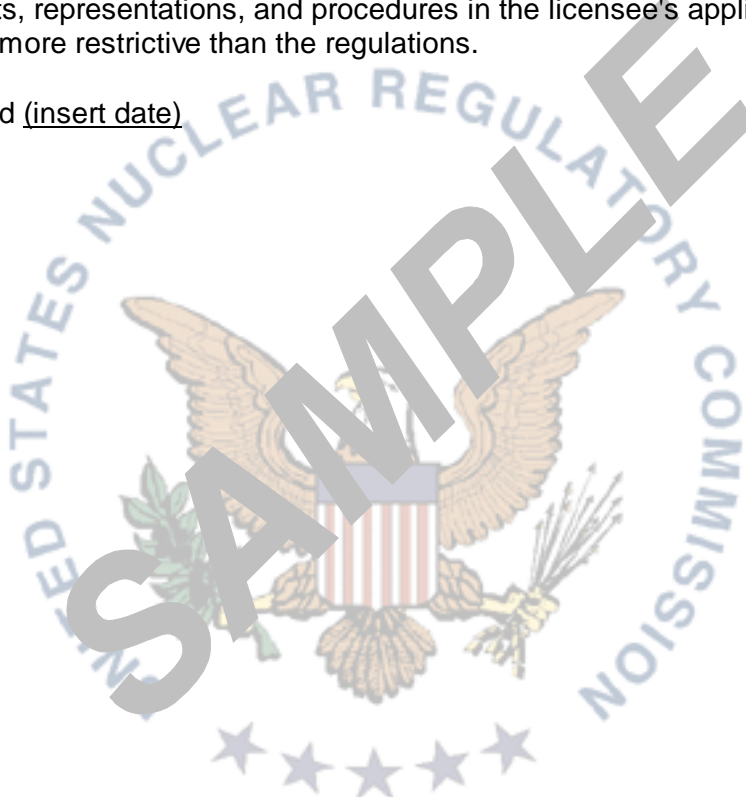 ts, representations, and procedures in the licensee's appli
more restrictive than the regulations.
d (insert date)
UNITED STATES NUCLEAR REGULATORY COMMISSION
SAMPLE